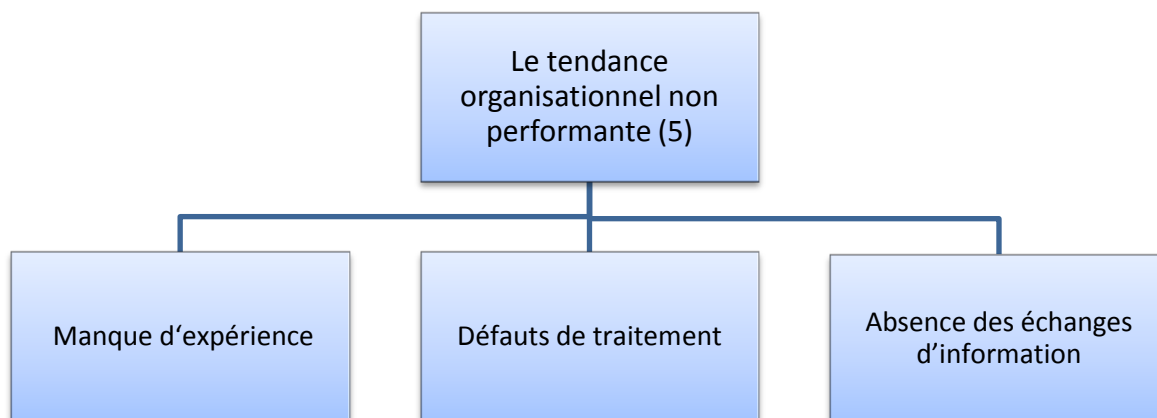 Le tendance
organisationnel non
performante (5)
Manque d‘expérience
Défauts de traitement
Absence des échanges
d’information